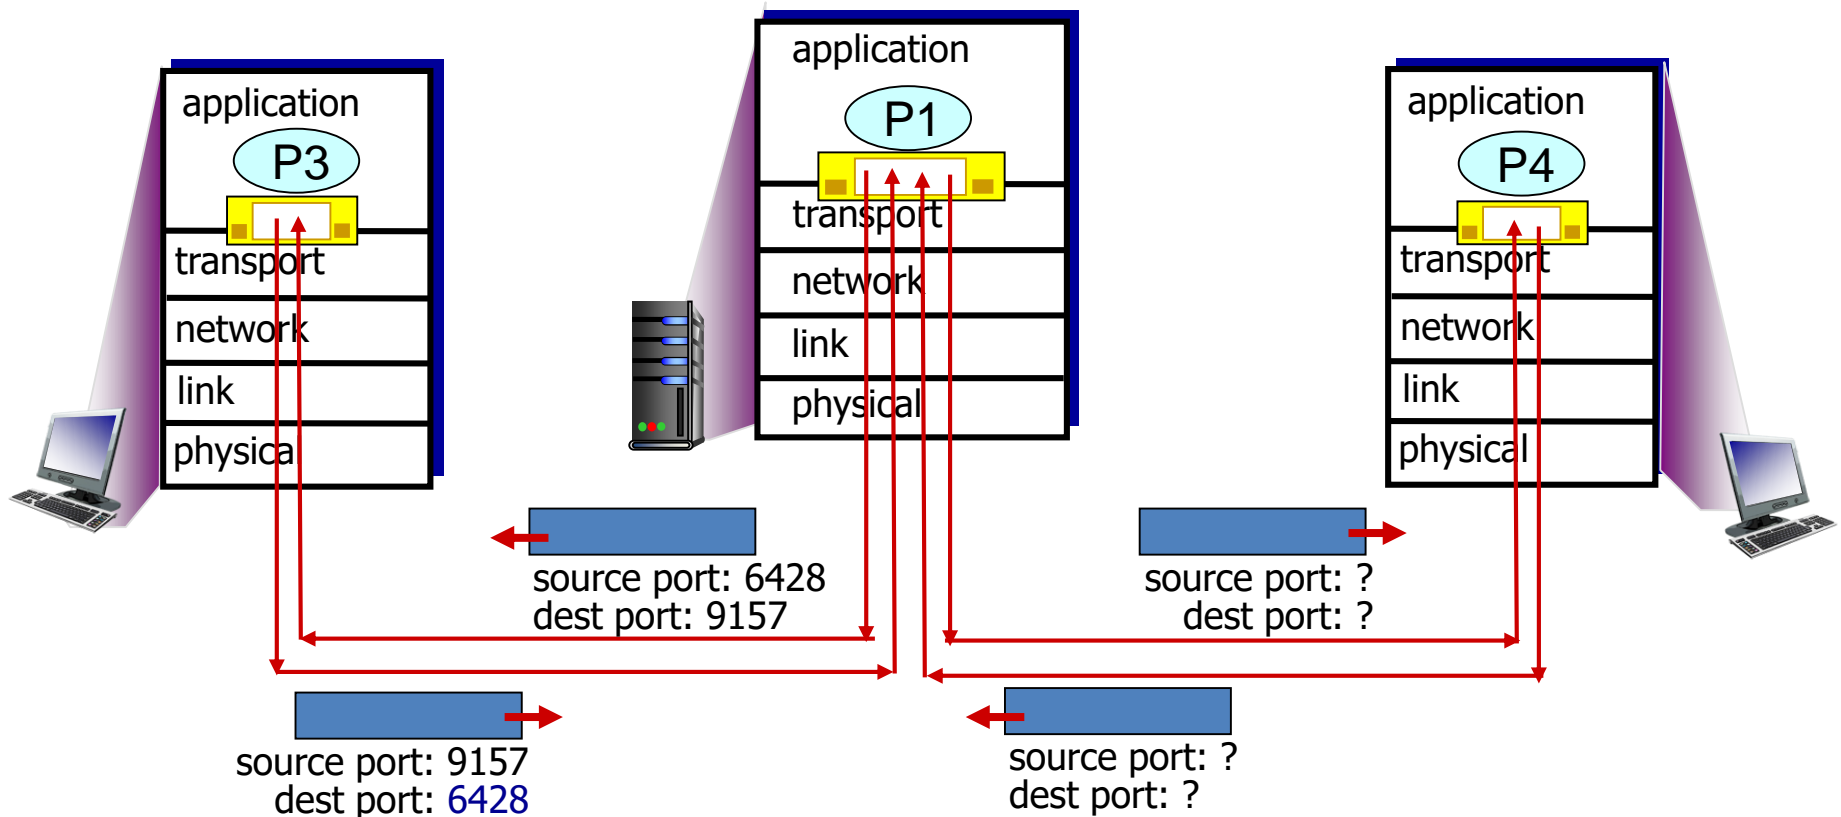 application
P3
transport
network
link
physical
application
P1
transport
network
link
physical
application
P4
transport
network
link
physical
source port: 6428
dest port: 9157
source port: ?
dest port: ?
source port: 9157
dest port: 6428
source port: ?
dest port: ?